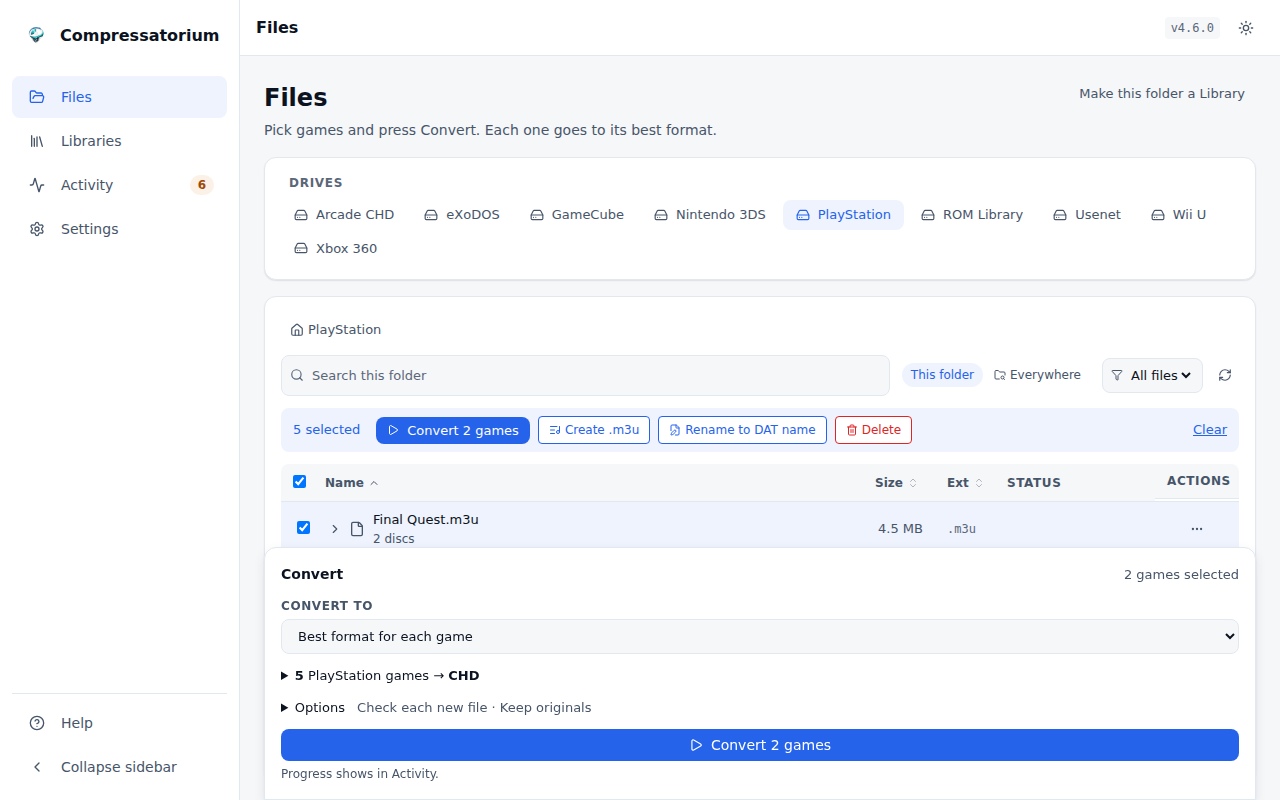 Compressatorium
Files
Libraries
Activity 6
Settings
Help
Collapse sidebar
Files
v4.6.0
Files
Make this folder a Library
Pick games and press Convert. Each one goes to its best format.
DRIVES
Arcade CHD eXoDOS GameCube Nintendo 3DS PlayStation ROM Library Usenet Wii U
Xbox 360
PlayStation
Search this folder This folder Everywhere All files
5 selected Convert 2 games Create .m3u Rename to DAT name Delete Clear
Name Size Ext STATUS ACTIONS
Final Quest.m3u 4.5 MB .m3u
2 discs
Convert 2 games selected
CONVERT TO
Best format for each game
5 PlayStation games → CHD
Options Check each new file · Keep originals
Convert 2 games
Progress shows in Activity.